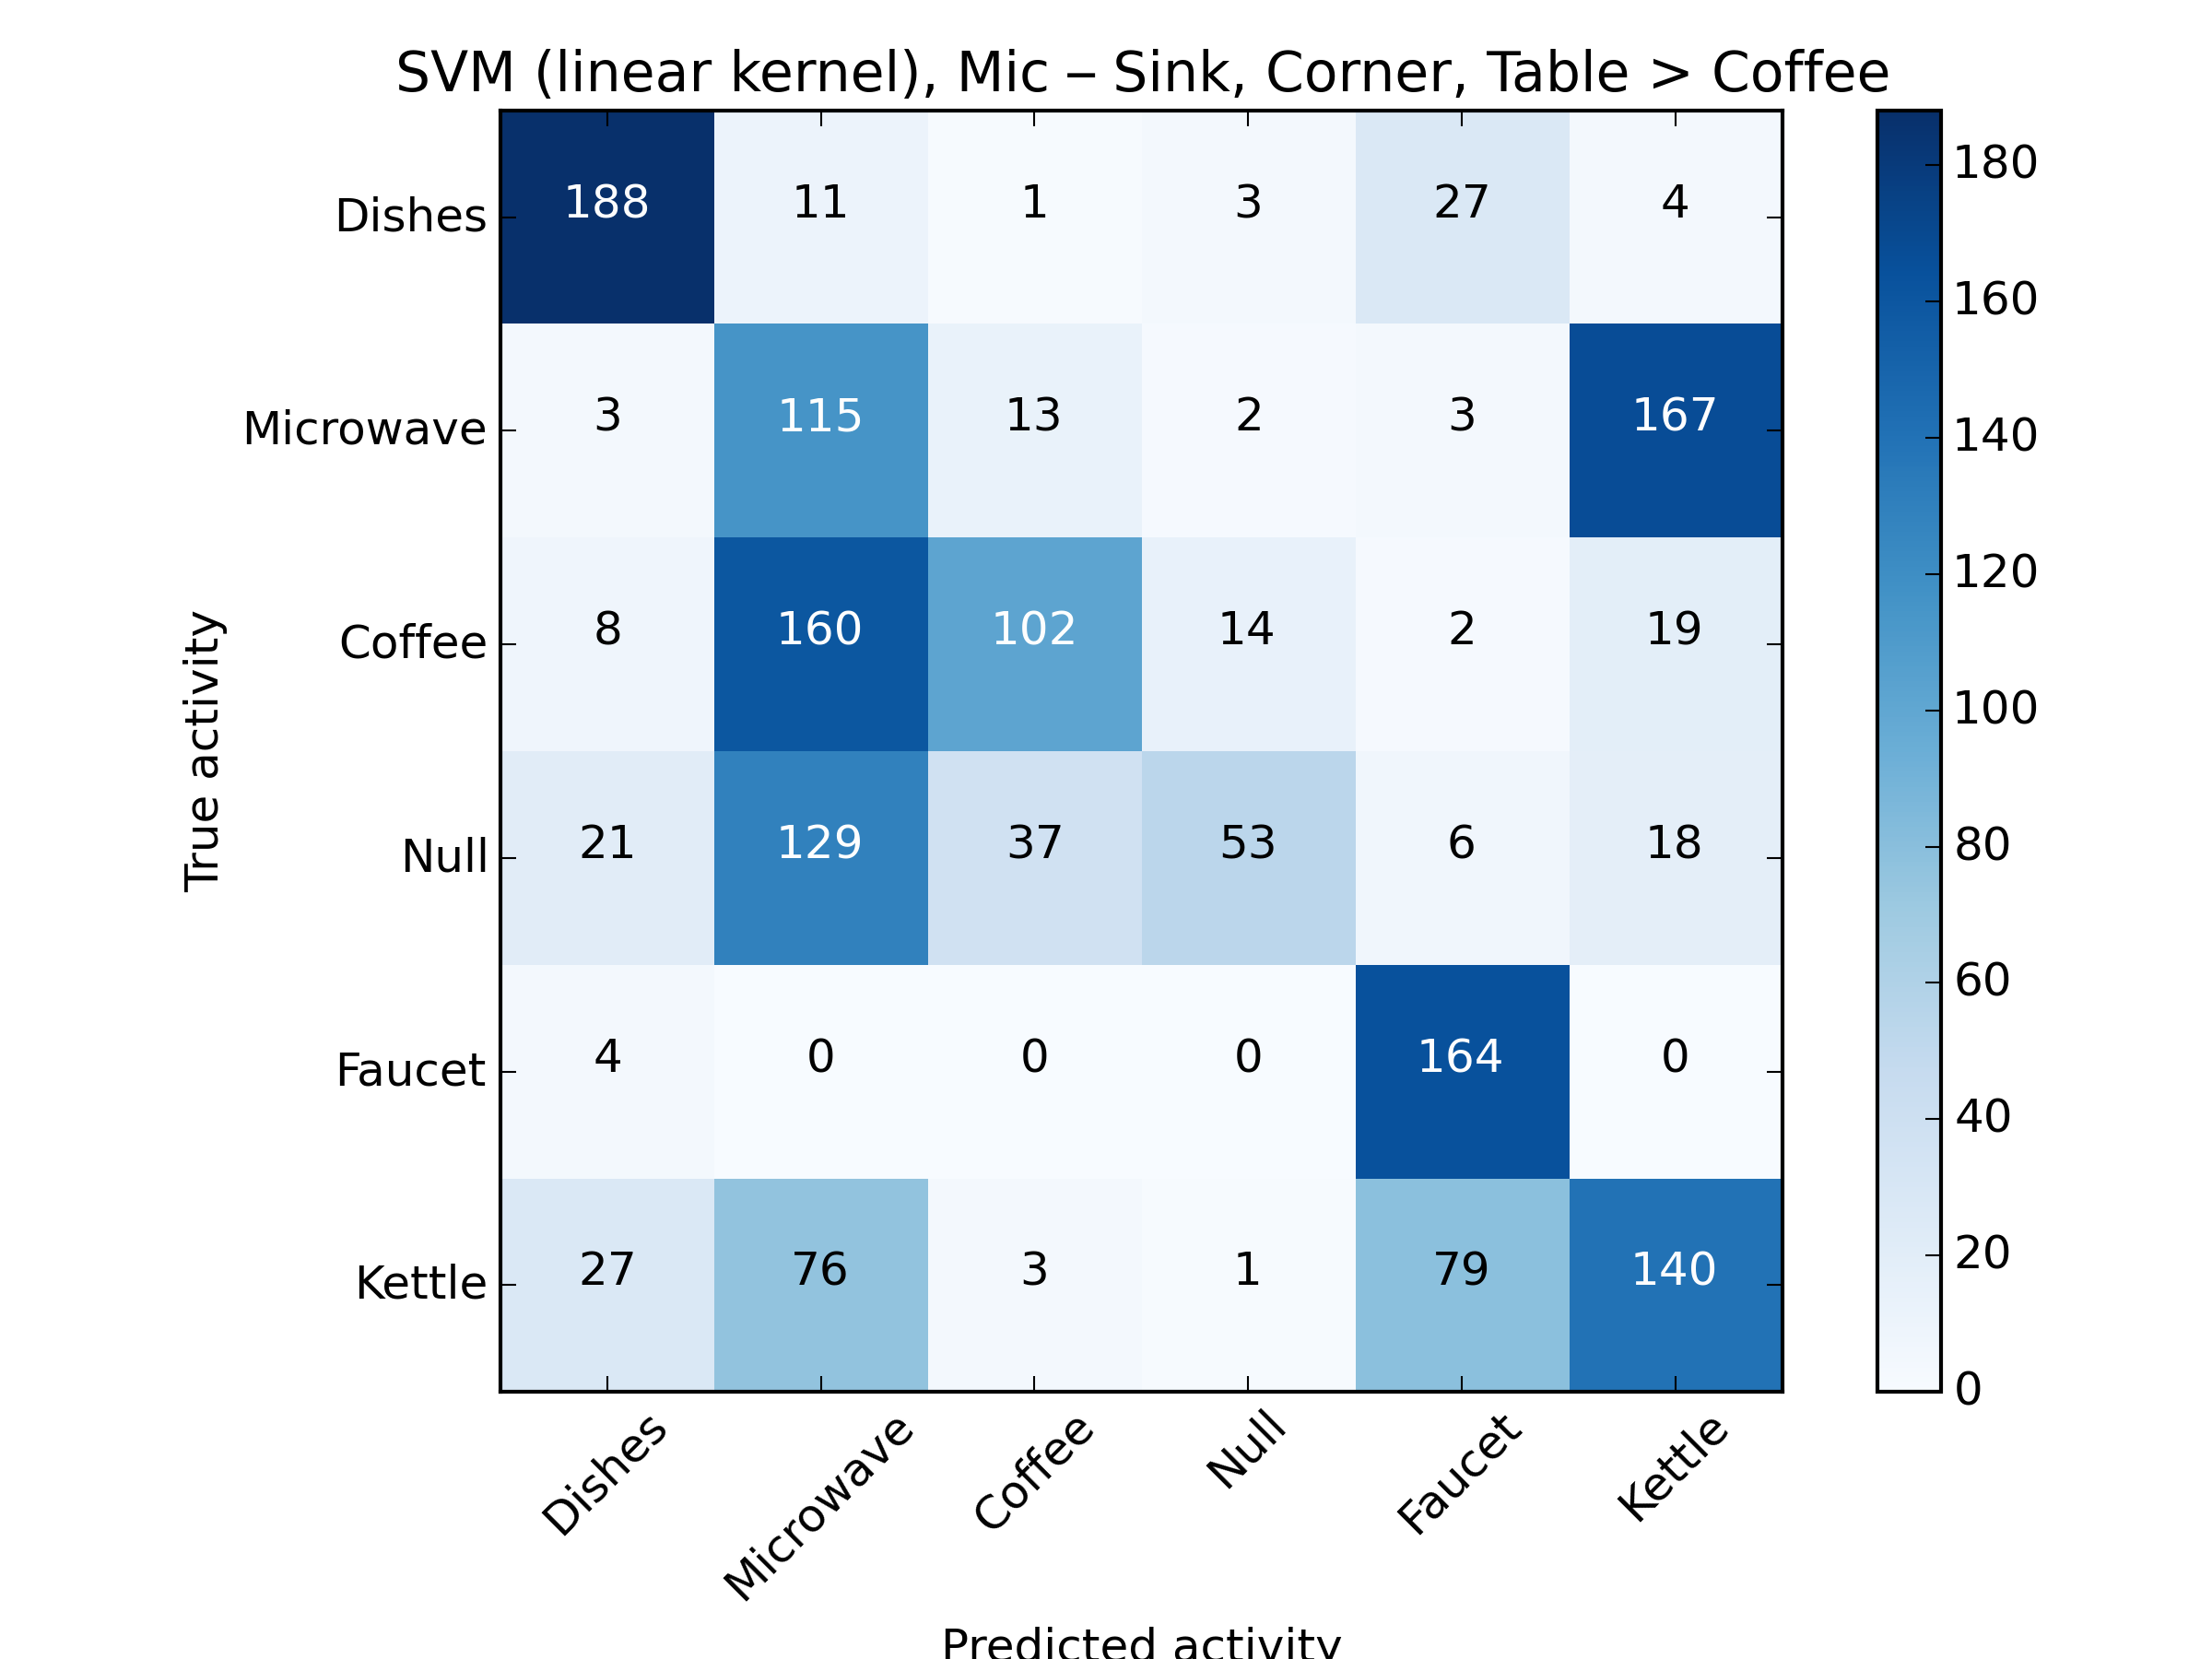 SVM (linear kernel), Mic – Sink, Corner, Table > Coffee
Dishes 188 11 1 3 27 4
Microwave 3 115 13 2 3 167
Coffee 8 160 102 14 2 19
Null 21 129 37 53 6 18
Faucet 4 0 0 0 164 0
Kettle 27 76 3 1 79 140
True activity
Dishes Microwave Coffee Null Faucet Kettle
Predicted activity
180
160
140
120
100
80
60
40
20
0